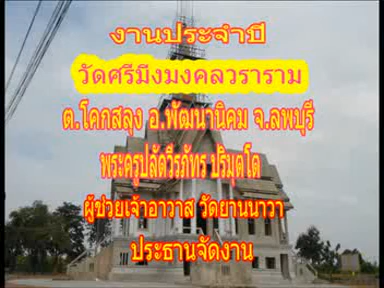 งานประจำปี
วัดศรีมิ่งมงคลวราราม
ต.โคกสลุง อ.พัฒนานิคม จ.ลพบุรี
พระครูปลัดวีรภัทร ปริมุตโต
ผู้ช่วยเจ้าอาวาส วัดยานนาวา
ประธานจัดงาน